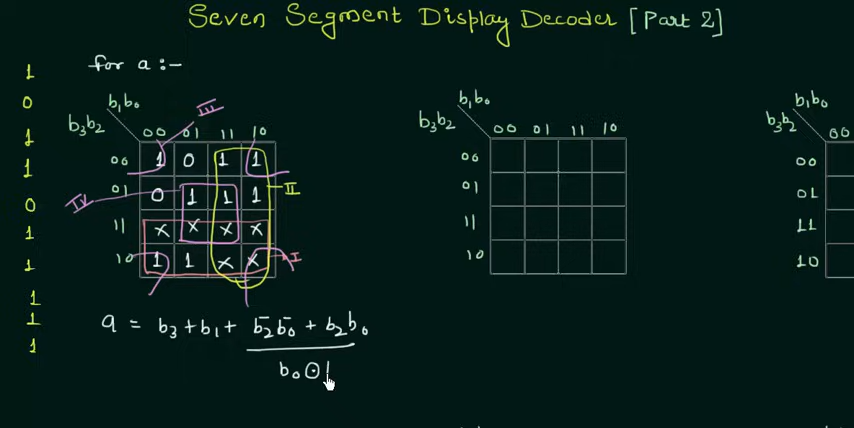 Seven Segment Display Decoder [Part 2]
for a :-
1
0
1
1
0
1
1
1
1
1
b₁b₀
b₃b₂
00 01 11 10
00 1 0 1 1
01 0 1 1 1
11 x x x x
10 1 1 x x
III
II
IV
I
a = b₃ + b₁ + b̄₂b̄₀ + b₂b₀
b₀⊙
b₁b₀
b₃b₂
00 01 11 10
00
01
11
10
b₁b₀
b₃b₂
00
00
01
11
10